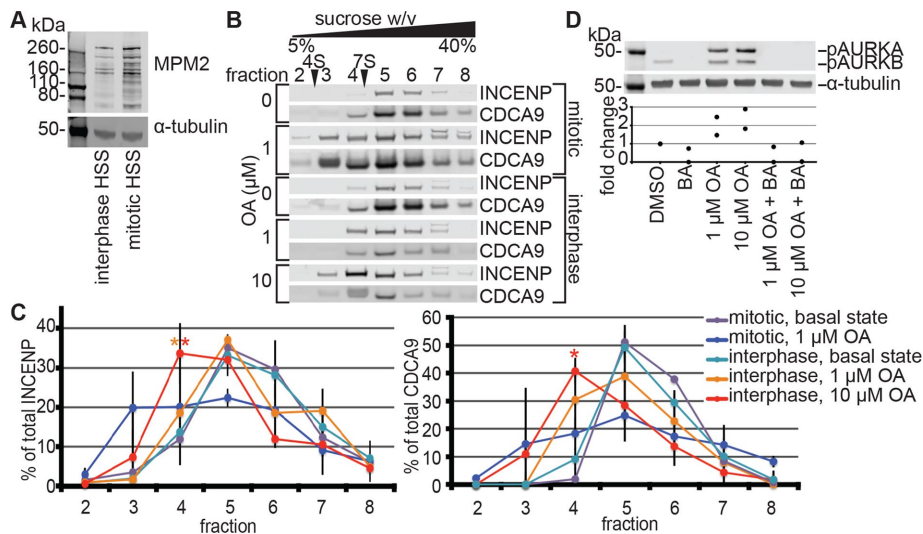 A
kDa
260-
160-
110-
80-
60-
MPM2
50-
α-tubulin
interphase HSS
mitotic HSS
B
sucrose w/v
5%
40%
4S
7S
fraction 2 3 4 5 6 7 8
OA (µM)
0
INCENP
CDCA9
1
INCENP
CDCA9
mitotic
0
INCENP
CDCA9
1
INCENP
CDCA9
10
INCENP
CDCA9
interphase
D
kDa
50-
-pAURKA
-pAURKB
50-
-α-tubulin
fold change
3
2
1
0
DMSO
BA
1 µM OA
10 µM OA
1 µM OA + BA
10 µM OA + BA
C
% of total INCENP
40
30
20
10
0
**
2 3 4 5 6 7 8
fraction
% of total CDCA9
60
50
40
30
20
10
0
*
2 3 4 5 6 7 8
fraction
mitotic, basal state
mitotic, 1 µM OA
interphase, basal state
interphase, 1 µM OA
interphase, 10 µM OA